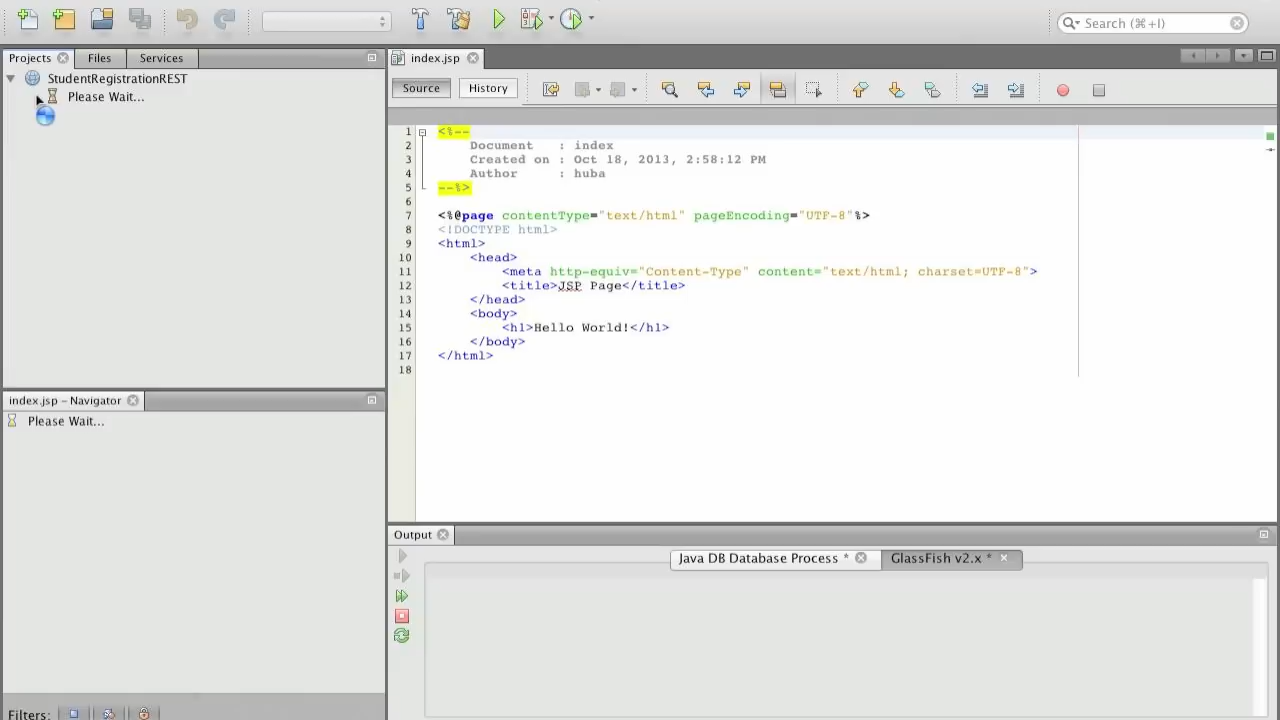 Search (⌘+I)
Projects Files Services
StudentRegistrationREST
Please Wait...
index.jsp
Source History
1 <%--
2 Document : index
3 Created on : Oct 18, 2013, 2:58:12 PM
4 Author : huba
5 --%>
6
7 <%@page contentType="text/html" pageEncoding="UTF-8"%>
8 <!DOCTYPE html>
9 <html>
10 <head>
11 <meta http-equiv="Content-Type" content="text/html; charset=UTF-8">
12 <title>JSP Page</title>
13 </head>
14 <body>
15 <h1>Hello World!</h1>
16 </body>
17 </html>
18
index.jsp – Navigator
Please Wait...
Filters:
Output
Java DB Database Process * GlassFish v2.x *